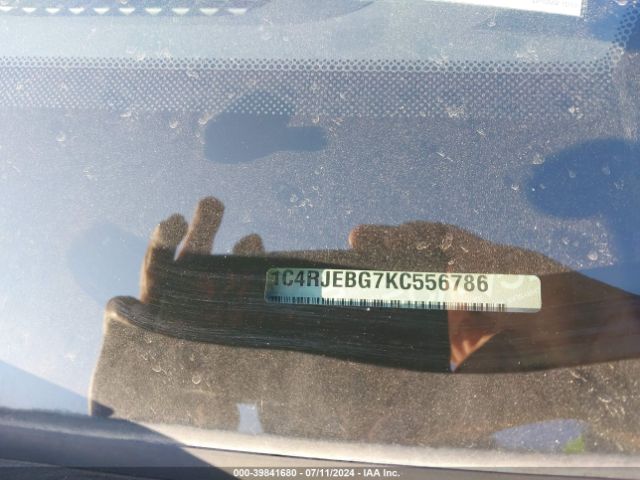 1C4RJEBG7KC556786
000-39841680 - 07/11/2024 - IAA Inc.